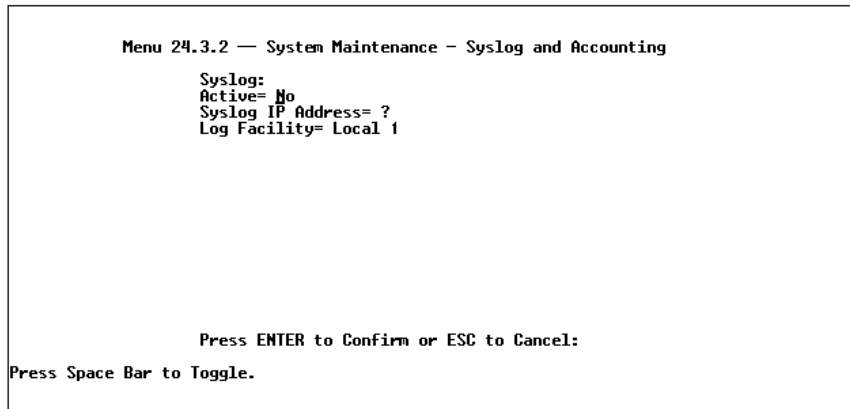 Menu 24.3.2 — System Maintenance - Syslog and Accounting
Syslog:
Active= No
Syslog IP Address= ?
Log Facility= Local 1
Press ENTER to Confirm or ESC to Cancel:
Press Space Bar to Toggle.